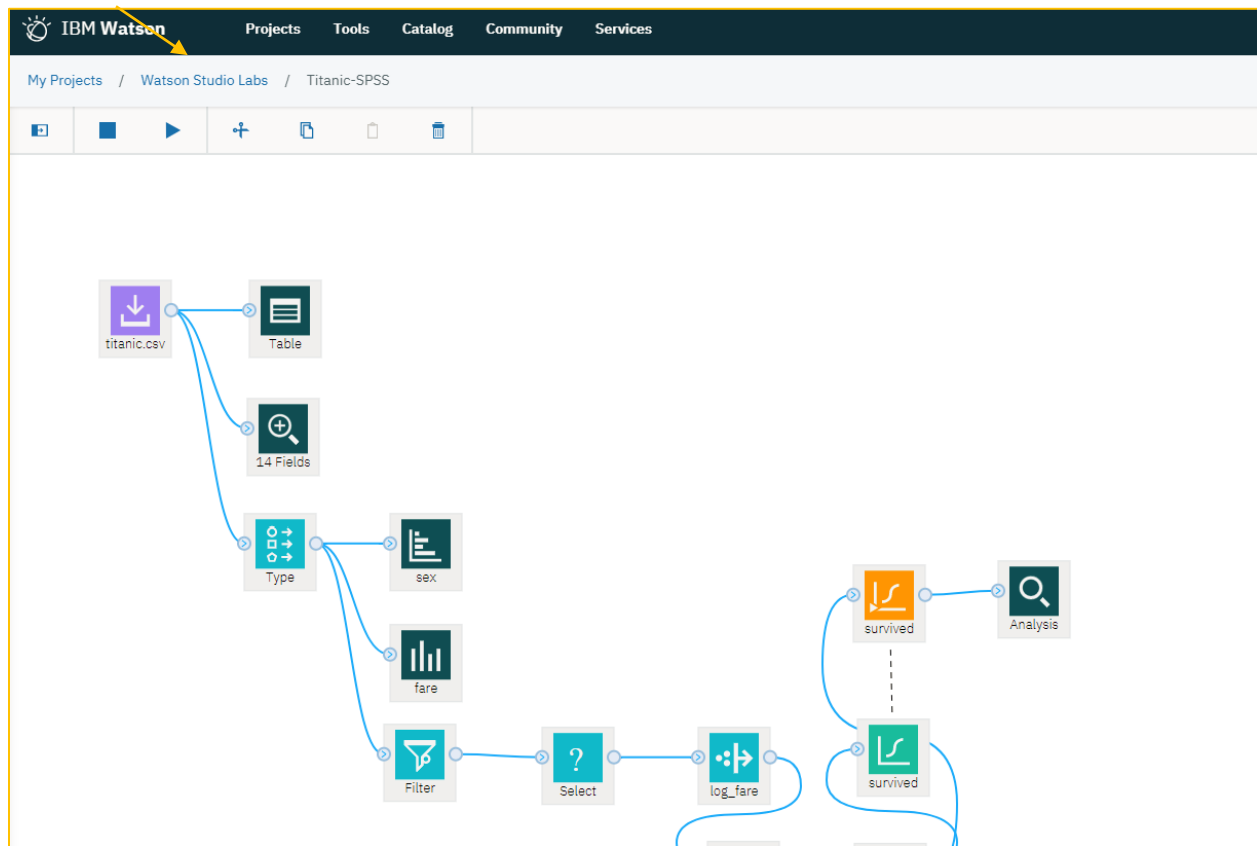 IBM Watson Projects Tools Catalog Community Services
My Projects / Watson Studio Labs / Titanic-SPSS
titanic.csv
Table
14 Fields
Type
sex
survived
Analysis
fare
Filter
Select
log_fare
survived